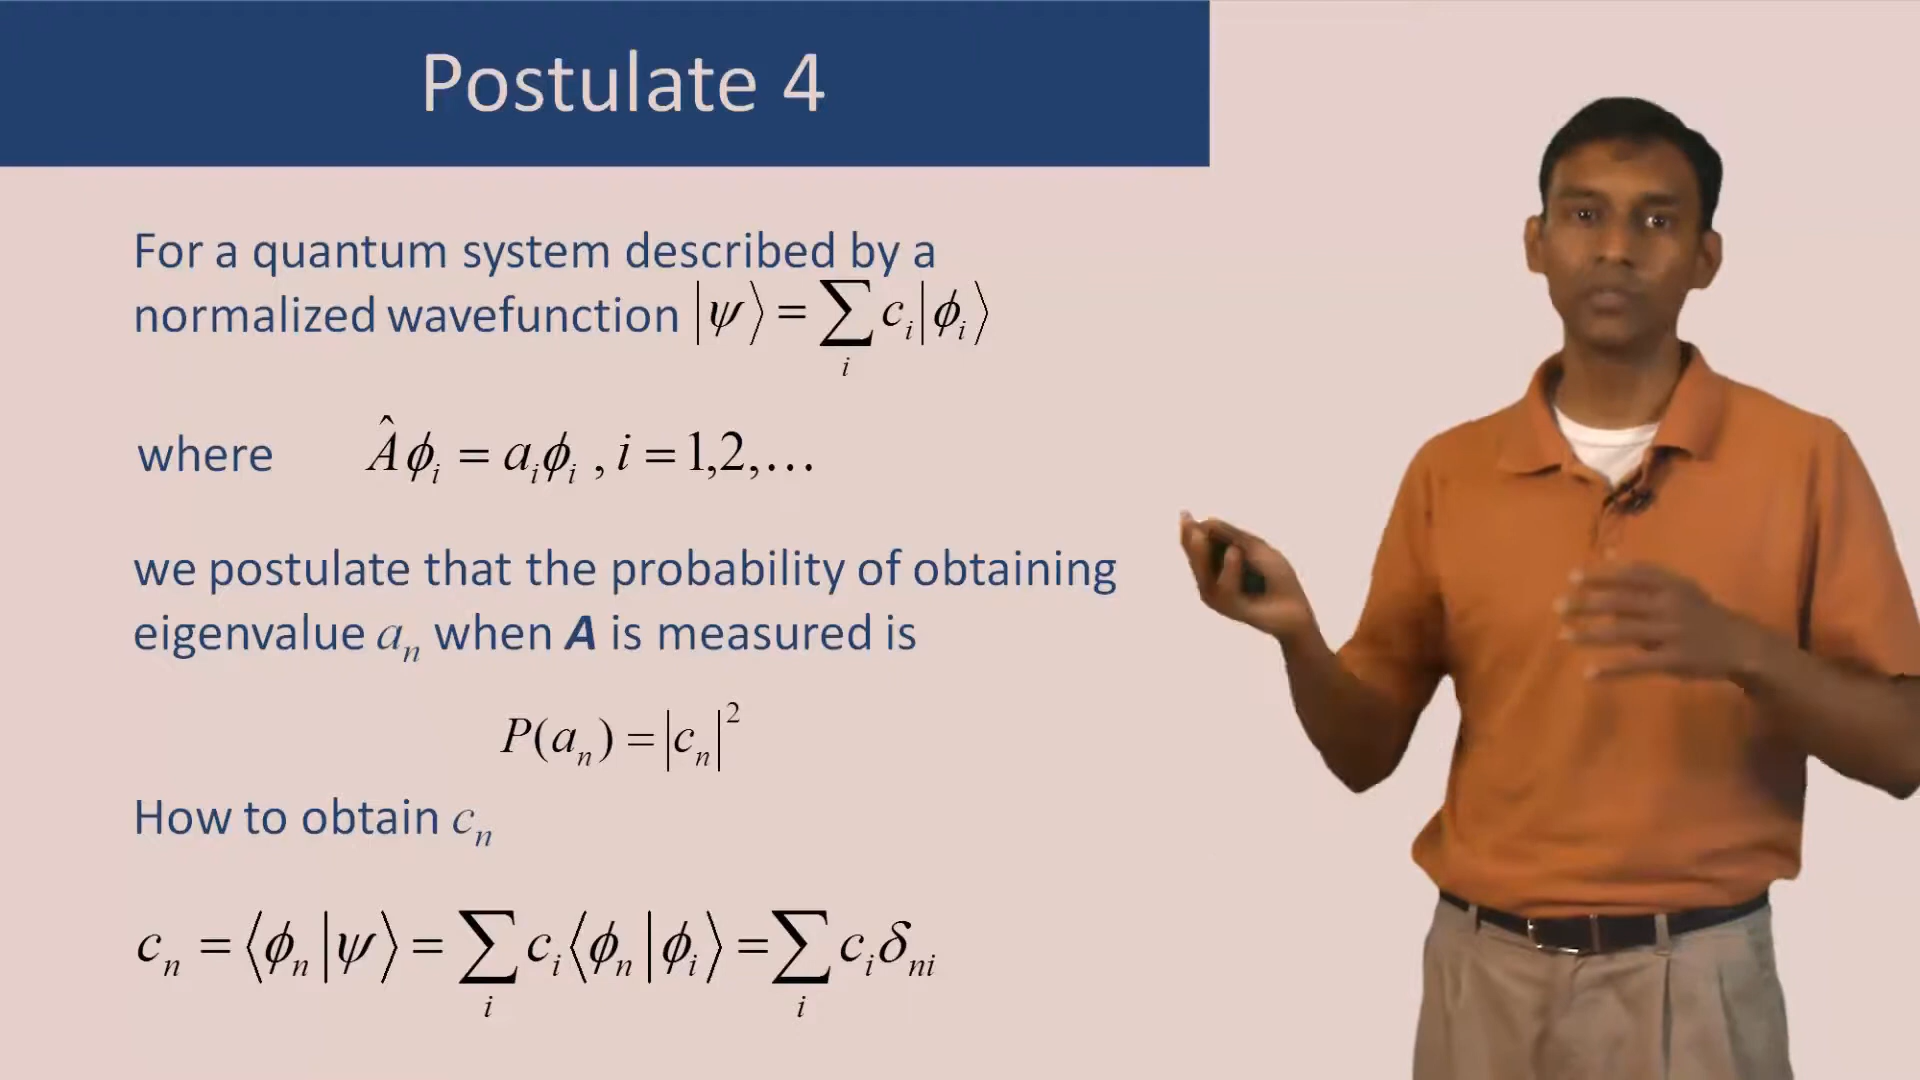 Postulate 4
For a quantum system described by a
normalized wavefunction |ψ⟩ = ∑_i c_i|ϕ_i⟩
where Âϕ_i = a_iϕ_i , i = 1,2,…
we postulate that the probability of obtaining
eigenvalue a_n when A is measured is
P(a_n) = |c_n|^2
How to obtain c_n
c_n = ⟨ϕ_n|ψ⟩ = ∑_i c_i⟨ϕ_n|ϕ_i⟩ = ∑_i c_iδ_ni